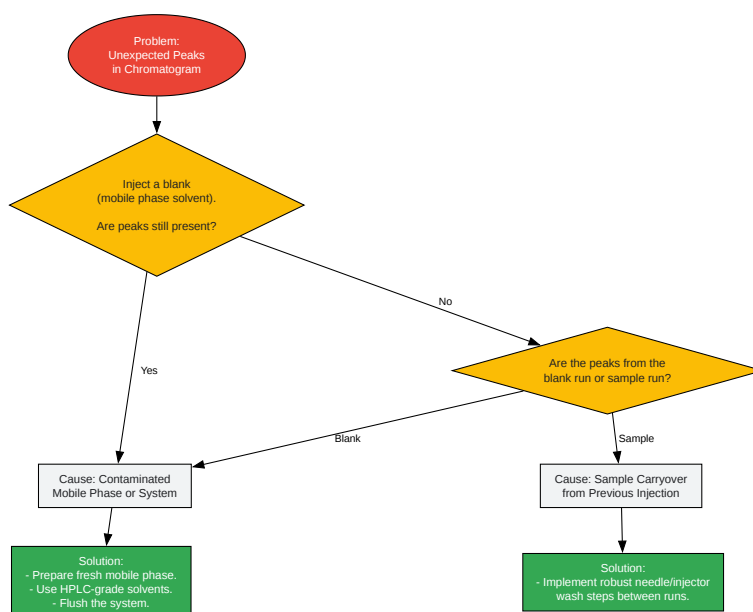 Problem:
Unexpected Peaks
in Chromatogram
Inject a blank
(mobile phase solvent).
Are peaks still present?
No
Are the peaks from the
blank run or sample run?
Yes
Blank
Sample
Cause: Contaminated
Mobile Phase or System
Cause: Sample Carryover
from Previous Injection
Solution:
- Prepare fresh mobile phase.
- Use HPLC-grade solvents.
- Flush the system.
Solution:
- Implement robust needle/injector
wash steps between runs.